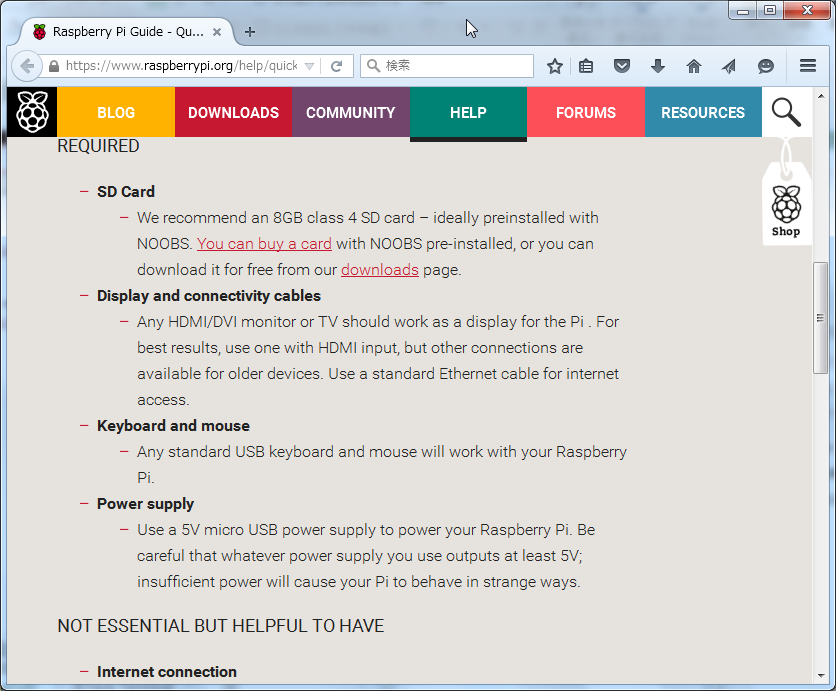 Raspberry Pi Guide - Qu...
https://www.raspberrypi.org/help/quick
検索
BLOG
DOWNLOADS
COMMUNITY
HELP
FORUMS
RESOURCES
Shop
REQUIRED
– SD Card
– We recommend an 8GB class 4 SD card – ideally preinstalled with
NOOBS. You can buy a card with NOOBS pre-installed, or you can
download it for free from our downloads page.
– Display and connectivity cables
– Any HDMI/DVI monitor or TV should work as a display for the Pi . For
best results, use one with HDMI input, but other connections are
available for older devices. Use a standard Ethernet cable for internet
access.
– Keyboard and mouse
– Any standard USB keyboard and mouse will work with your Raspberry
Pi.
– Power supply
– Use a 5V micro USB power supply to power your Raspberry Pi. Be
careful that whatever power supply you use outputs at least 5V;
insufficient power will cause your Pi to behave in strange ways.
NOT ESSENTIAL BUT HELPFUL TO HAVE
– Internet connection